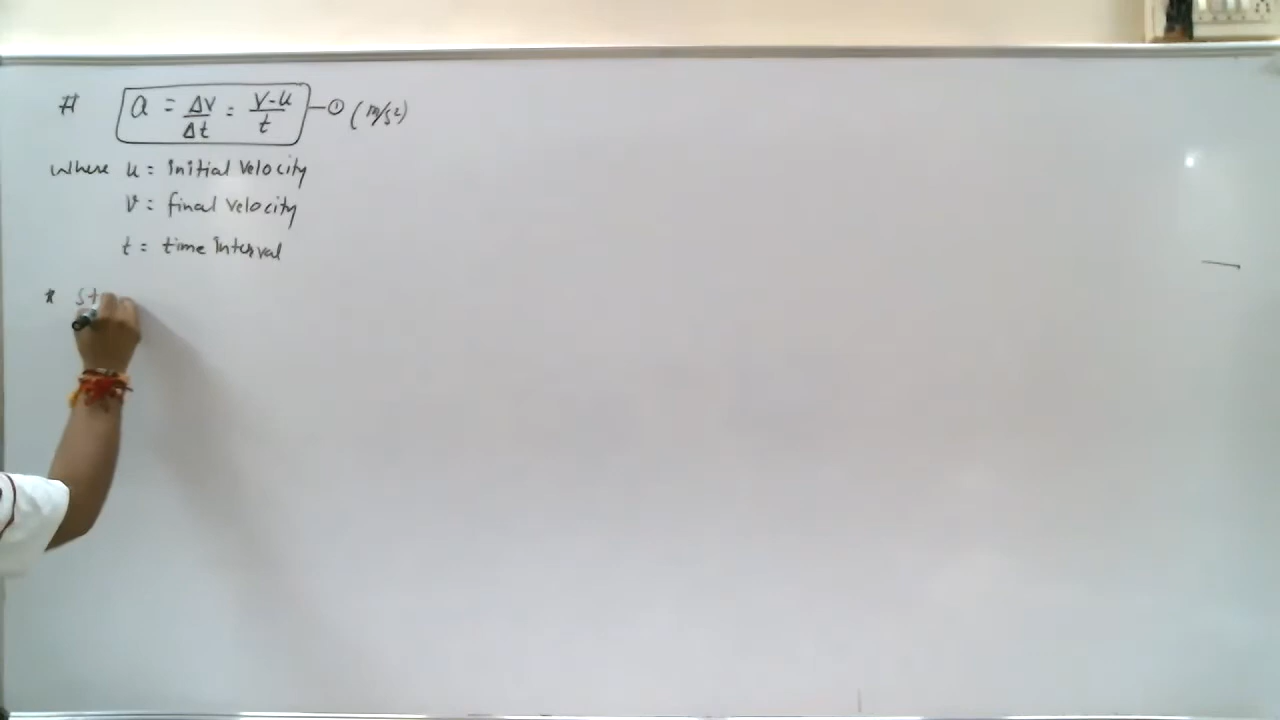 # a = Δv/Δt = v-u/t —① (m/s²)
where u = initial velocity
v = final velocity
t = time interval
* st